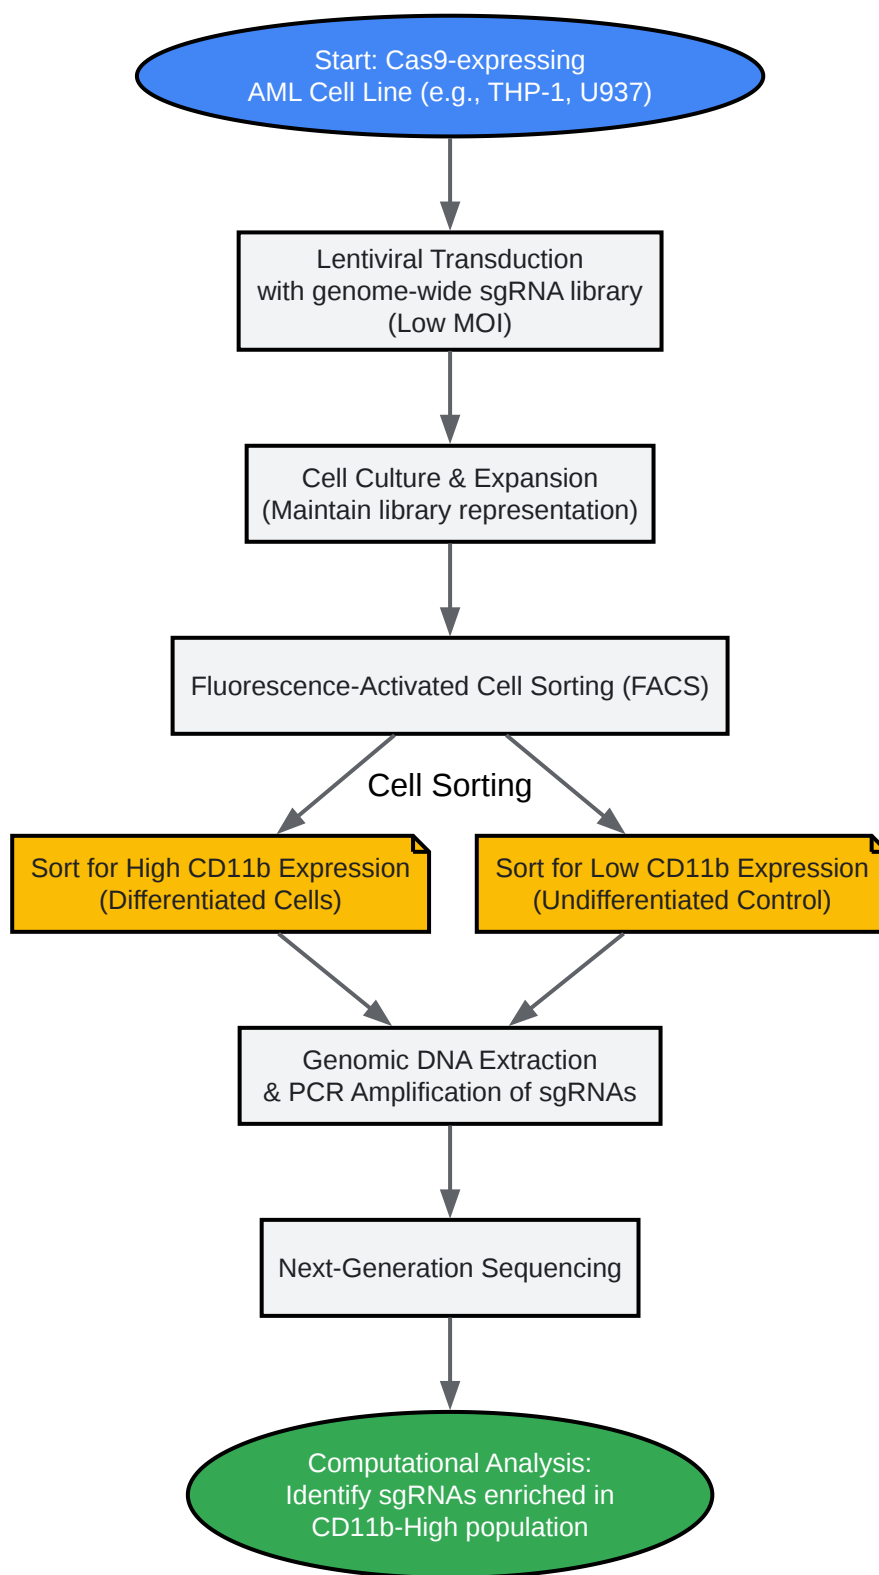 Start: Cas9-expressing
AML Cell Line (e.g., THP-1, U937)
Lentiviral Transduction
with genome-wide sgRNA library
(Low MOI)
Cell Culture & Expansion
(Maintain library representation)
Fluorescence-Activated Cell Sorting (FACS)
Cell Sorting
Sort for High CD11b Expression
(Differentiated Cells)
Sort for Low CD11b Expression
(Undifferentiated Control)
Genomic DNA Extraction
& PCR Amplification of sgRNAs
Next-Generation Sequencing
Computational Analysis:
Identify sgRNAs enriched in
CD11b-High population